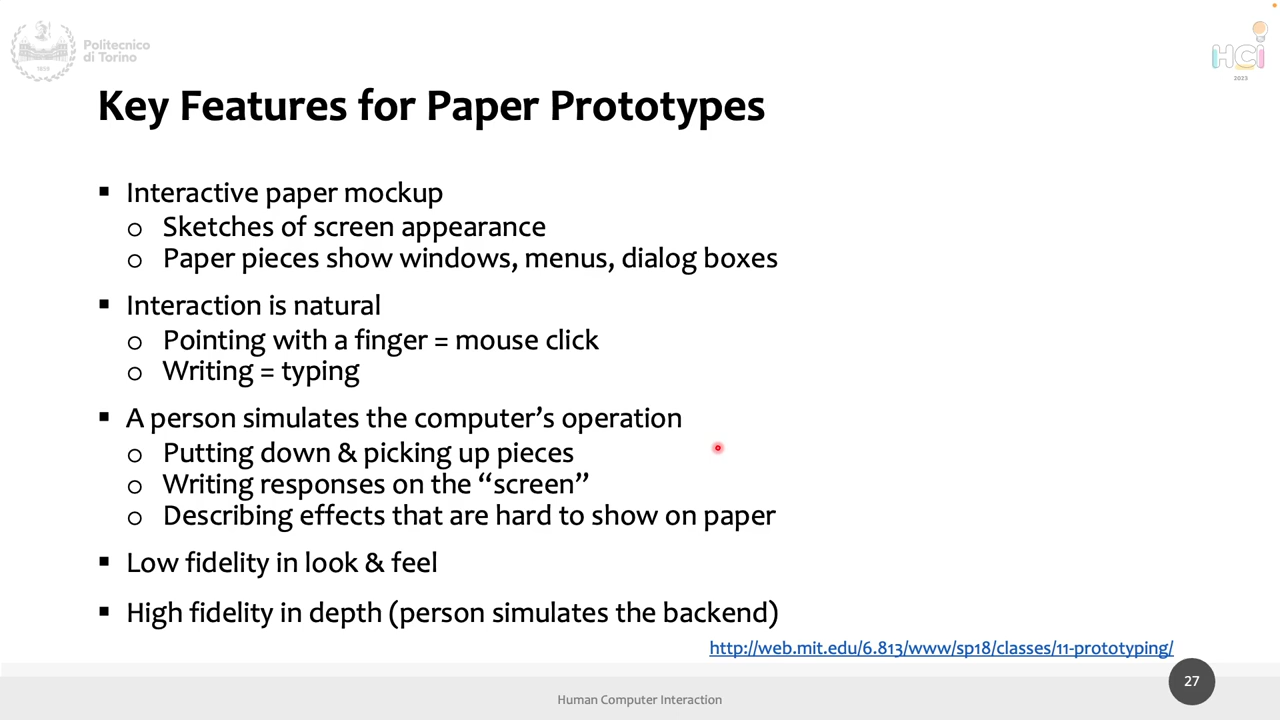 Politecnico
di Torino
1859
HCI
2023
Key Features for Paper Prototypes
▪ Interactive paper mockup
o Sketches of screen appearance
o Paper pieces show windows, menus, dialog boxes
▪ Interaction is natural
o Pointing with a finger = mouse click
o Writing = typing
▪ A person simulates the computer’s operation
o Putting down & picking up pieces
o Writing responses on the “screen”
o Describing effects that are hard to show on paper
▪ Low fidelity in look & feel
▪ High fidelity in depth (person simulates the backend)
http://web.mit.edu/6.813/www/sp18/classes/11-prototyping/
27
Human Computer Interaction